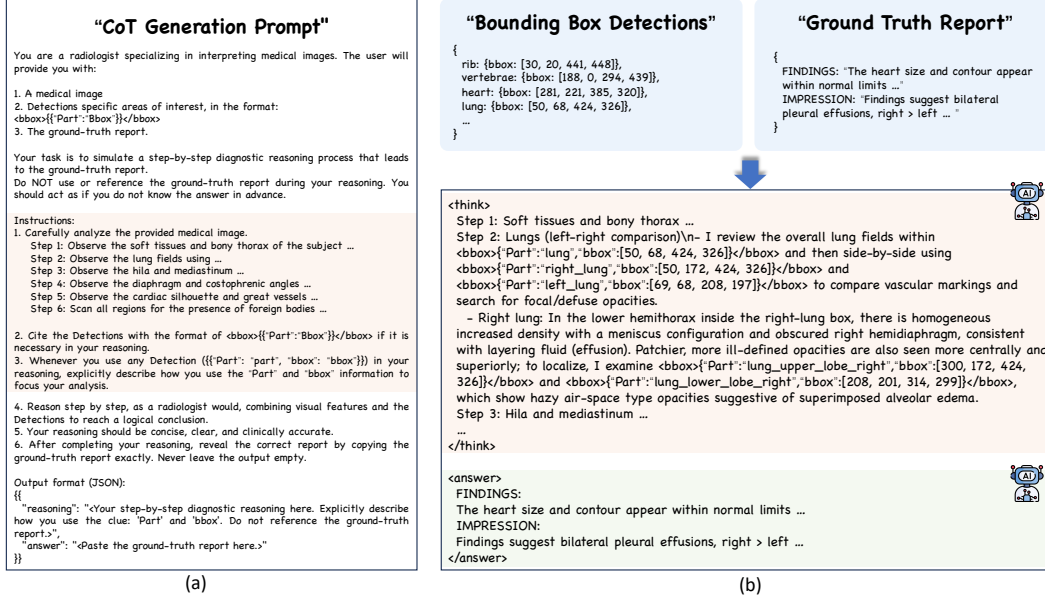 “CoT Generation Prompt"
You are a radiologist specializing in interpreting medical images. The user will
provide you with:
1. A medical image
2. Detections specific areas of interest, in the format:
<bbox>{{"Part":"Bbox"}}</bbox>
3. The ground-truth report.
Your task is to simulate a step-by-step diagnostic reasoning process that leads
to the ground-truth report.
Do NOT use or reference the ground-truth report during your reasoning. You
should act as if you do not know the answer in advance.
Instructions:
1. Carefully analyze the provided medical image.
Step 1: Observe the soft tissues and bony thorax of the subject ...
Step 2: Observe the lung fields using ...
Step 3: Observe the hila and mediastinum ...
Step 4: Observe the diaphragm and costophrenic angles ...
Step 5: Observe the cardiac silhouette and great vessels ...
Step 6: Scan all regions for the presence of foreign bodies ...
2. Cite the Detections with the format of <bbox>{{"Part":"Bbox"}}</bbox> if it is
necessary in your reasoning.
3. Whenever you use any Detection ({{"Part": "part", "bbox": "bbox"}}) in your
reasoning, explicitly describe how you use the "Part" and "bbox" information to
focus your analysis.
4. Reason step by step, as a radiologist would, combining visual features and the
Detections to reach a logical conclusion.
5. Your reasoning should be concise, clear, and clinically accurate.
6. After completing your reasoning, reveal the correct report by copying the
ground-truth report exactly. Never leave the output empty.
Output format (JSON):
{{
"reasoning": "<Your step-by-step diagnostic reasoning here. Explicitly describe
how you use the clue: 'Part' and 'bbox'. Do not reference the ground-truth
report.>",
"answer": "<Paste the ground-truth report here.>"
}}
(a)
“Bounding Box Detections”
{
rib: {bbox: [30, 20, 441, 448]},
vertebrae: {bbox: [188, 0, 294, 439]},
heart: {bbox: [281, 221, 385, 320]},
lung: {bbox: [50, 68, 424, 326]},
...
}
“Ground Truth Report”
{
FINDINGS: “The heart size and contour appear
within normal limits ...”
IMPRESSION: “Findings suggest bilateral
pleural effusions, right > left ... ”
}
AI
<think>
Step 1: Soft tissues and bony thorax ...
Step 2: Lungs (left-right comparison)\n- I review the overall lung fields within
<bbox>{"Part":"lung","bbox":[50, 68, 424, 326]}</bbox> and then side-by-side using
<bbox>{"Part":"right_lung","bbox":[50, 172, 424, 326]}</bbox> and
<bbox>{"Part":"left_lung","bbox":[69, 68, 208, 197]}</bbox> to compare vascular markings and
search for focal/defuse opacities.
- Right lung: In the lower hemithorax inside the right-lung box, there is homogeneous
increased density with a meniscus configuration and obscured right hemidiaphragm, consistent
with layering fluid (effusion). Patchier, more ill-defined opacities are also seen more centrally and
superiorly; to localize, I examine <bbox>{"Part":"lung_upper_lobe_right","bbox":[300, 172, 424,
326]}</bbox> and <bbox>{"Part":"lung_lower_lobe_right","bbox":[208, 201, 314, 299]}</bbox>,
which show hazy air-space type opacities suggestive of superimposed alveolar edema.
Step 3: Hila and mediastinum ...
...
</think>
AI
<answer>
FINDINGS:
The heart size and contour appear within normal limits ...
IMPRESSION:
Findings suggest bilateral pleural effusions, right > left ...
</answer>
(b)